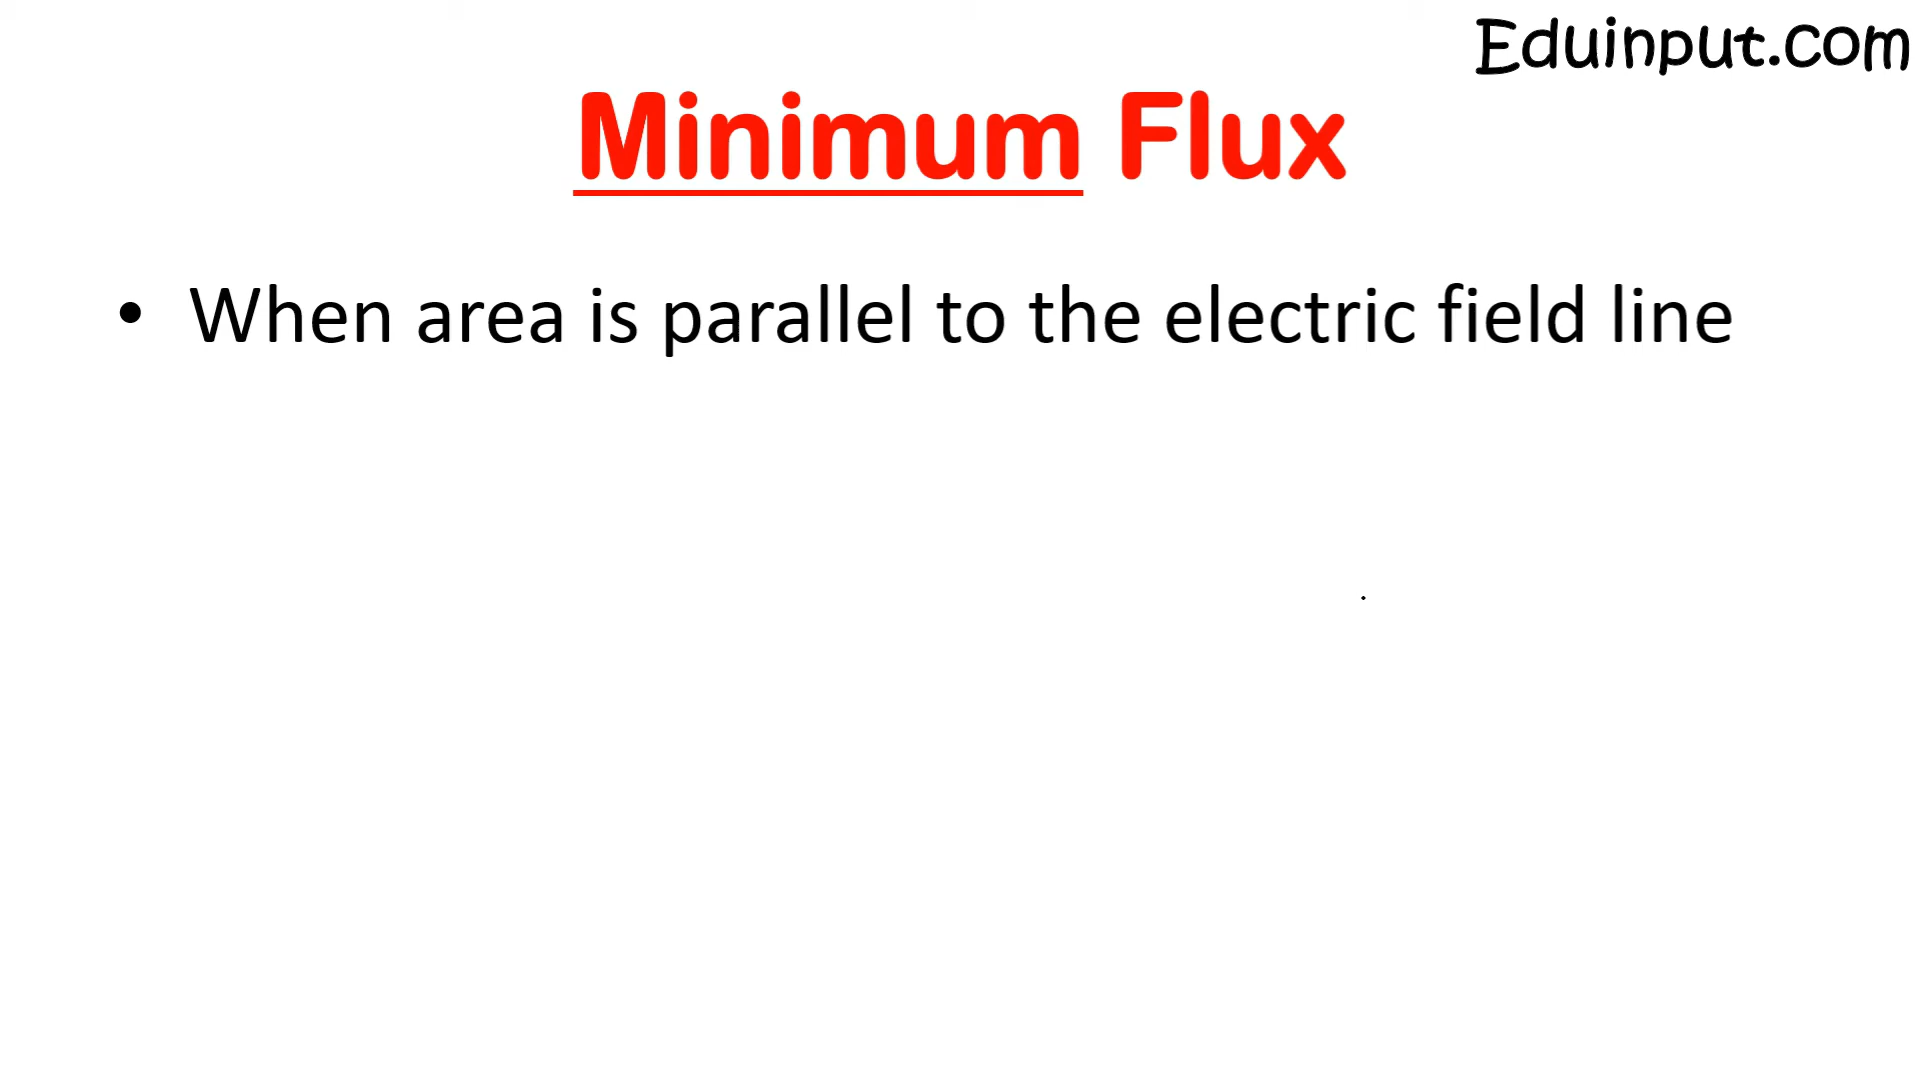 Eduinput.com
Minimum Flux
• When area is parallel to the electric field line